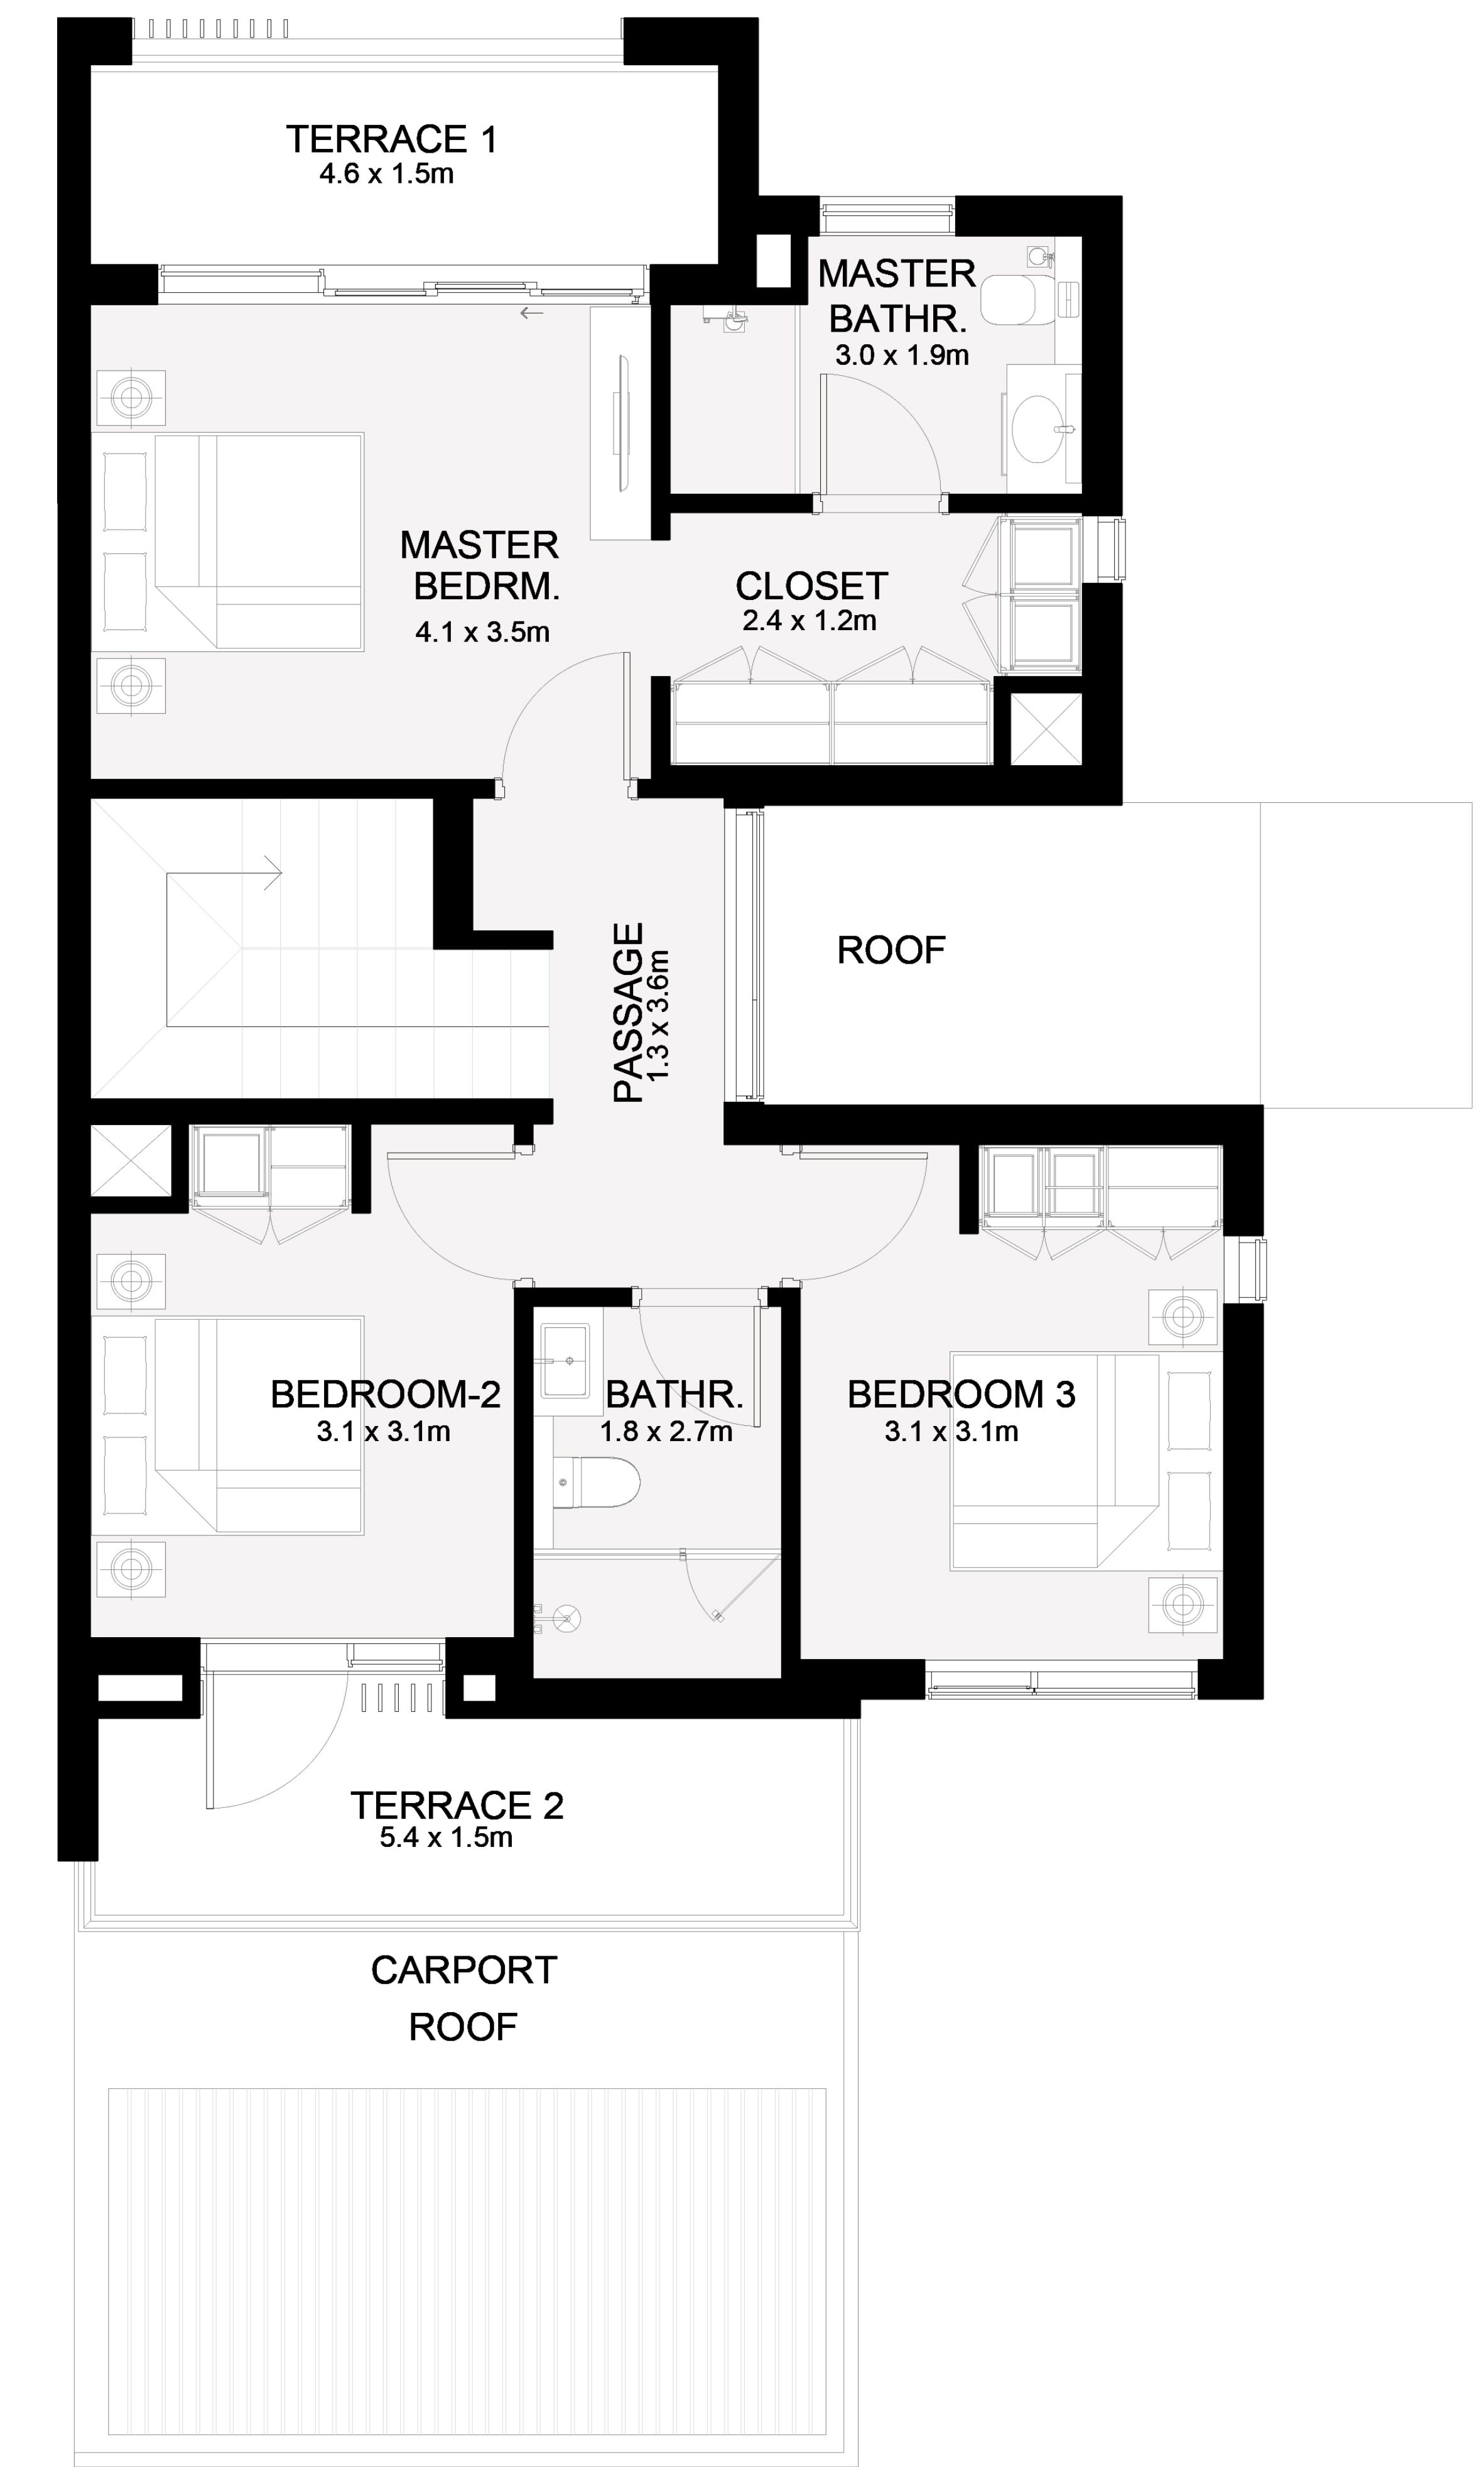 TERRACE 1
4.6 x 1.5m
MASTER
BATHR.
3.0 x 1.9m
MASTER
BEDRM.
4.1 x 3.5m
CLOSET
2.4 x 1.2m
PASSAGE
1.3 x 3.6m
ROOF
BEDROOM-2
3.1 x 3.1m
BATHR.
1.8 x 2.7m
BEDROOM 3
3.1 x 3.1m
TERRACE 2
5.4 x 1.5m
CARPORT
ROOF